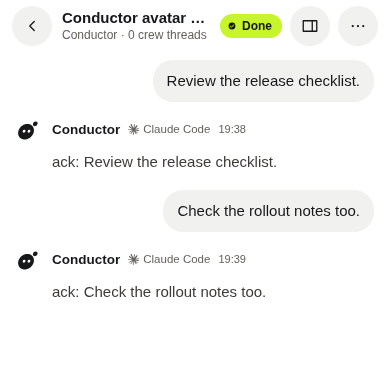 Conductor avatar ...
Conductor · 0 crew threads
Done
Review the release checklist.
Conductor Claude Code 19:38
ack: Review the release checklist.
Check the rollout notes too.
Conductor Claude Code 19:39
ack: Check the rollout notes too.